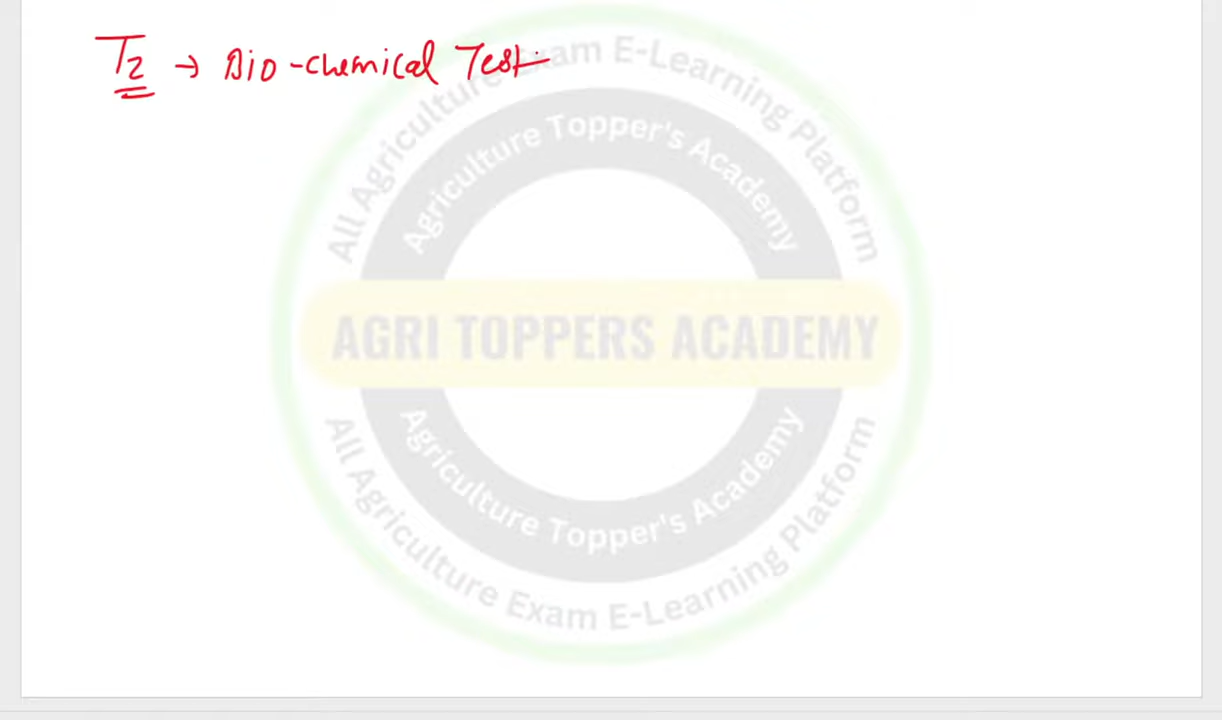 T2 → Bio-chemical Test
All Agriculture Exam E-Learning Platform
Agriculture Topper's Academy
AGRI TOPPERS ACADEMY
Agriculture Topper's Academy
All Agriculture Exam E-Learning Platform